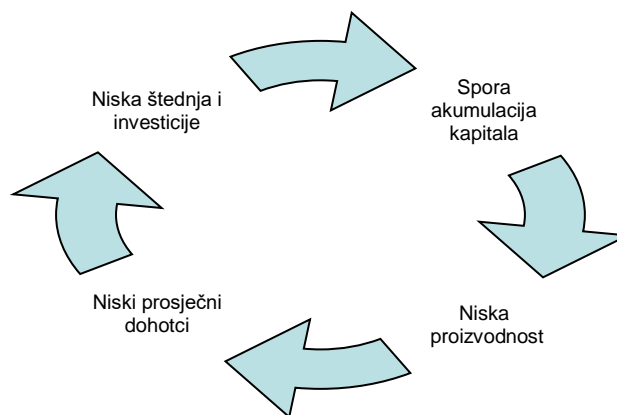 Niska štednja i
investicije
Spora
akumulacija
kapitala
Niska
proizvodnost
Niski prosječni
dohotci